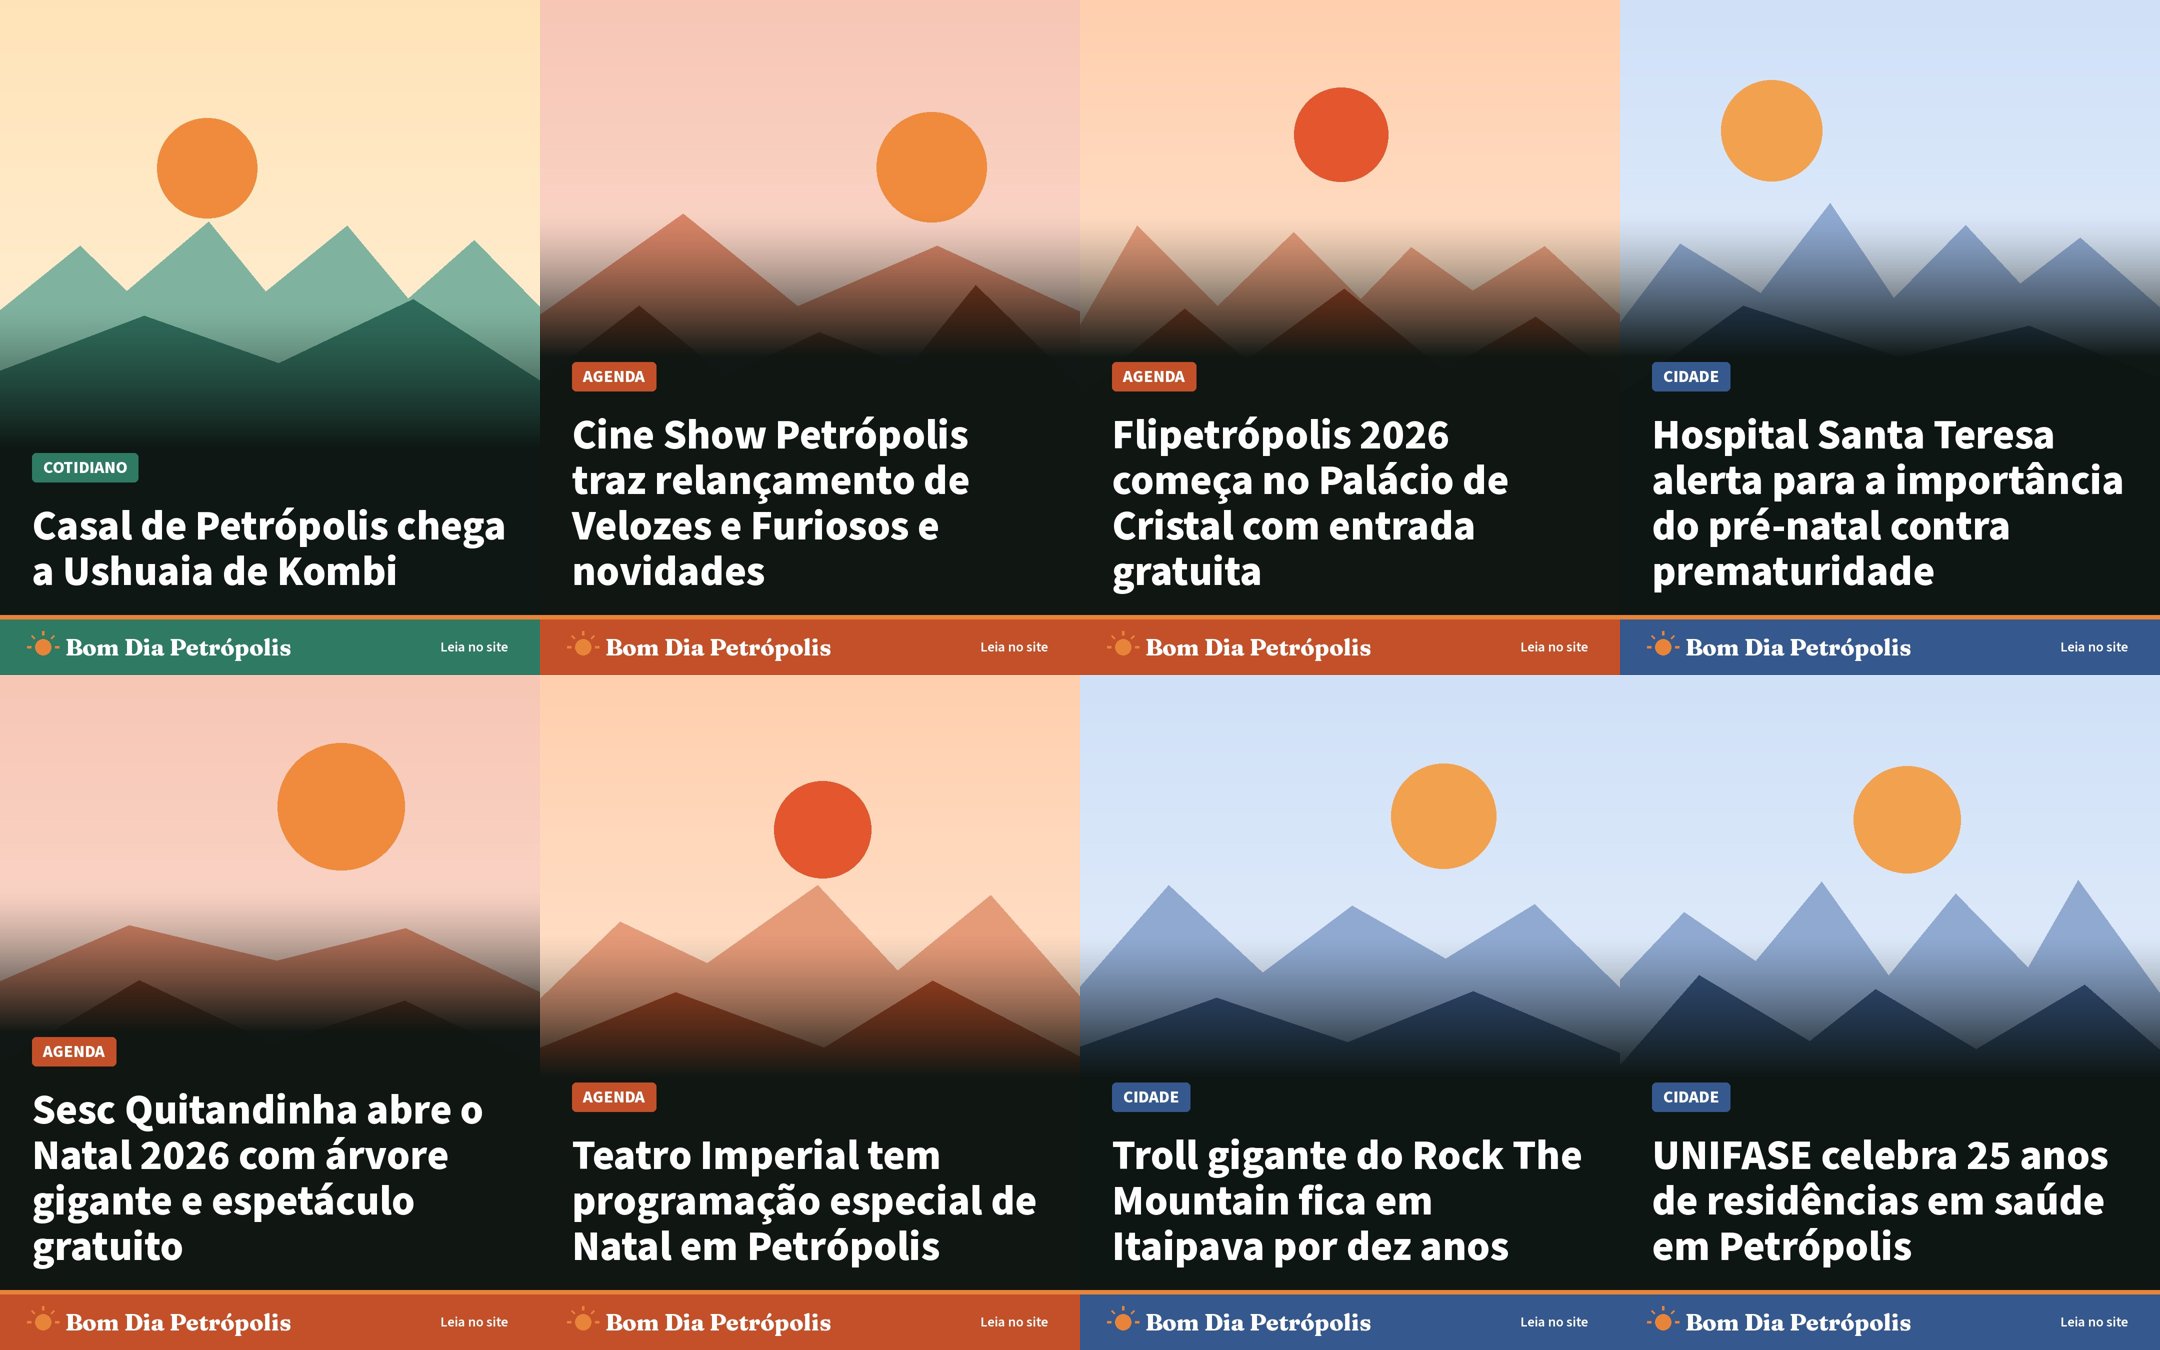 COTIDIANO
Casal de Petrópolis chega
a Ushuaia de Kombi
Bom Dia Petrópolis
Leia no site
AGENDA
Cine Show Petrópolis
traz relançamento de
Velozes e Furiosos e
novidades
Bom Dia Petrópolis
Leia no site
AGENDA
Flipetrópolis 2026
começa no Palácio de
Cristal com entrada
gratuita
Bom Dia Petrópolis
Leia no site
CIDADE
Hospital Santa Teresa
alerta para a importância
do pré-natal contra
prematuridade
Bom Dia Petrópolis
Leia no site
AGENDA
Sesc Quitandinha abre o
Natal 2026 com árvore
gigante e espetáculo
gratuito
Bom Dia Petrópolis
Leia no site
AGENDA
Teatro Imperial tem
programação especial de
Natal em Petrópolis
Bom Dia Petrópolis
Leia no site
CIDADE
Troll gigante do Rock The
Mountain fica em
Itaipava por dez anos
Bom Dia Petrópolis
Leia no site
CIDADE
UNIFASE celebra 25 anos
de residências em saúde
em Petrópolis
Bom Dia Petrópolis
Leia no site